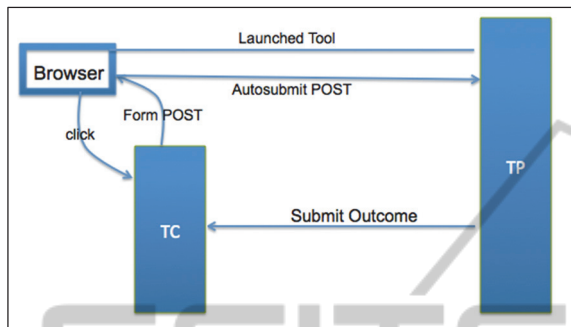 Launched Tool
Browser
Autosubmit POST
Form POST
click
TP
TC
Submit Outcome